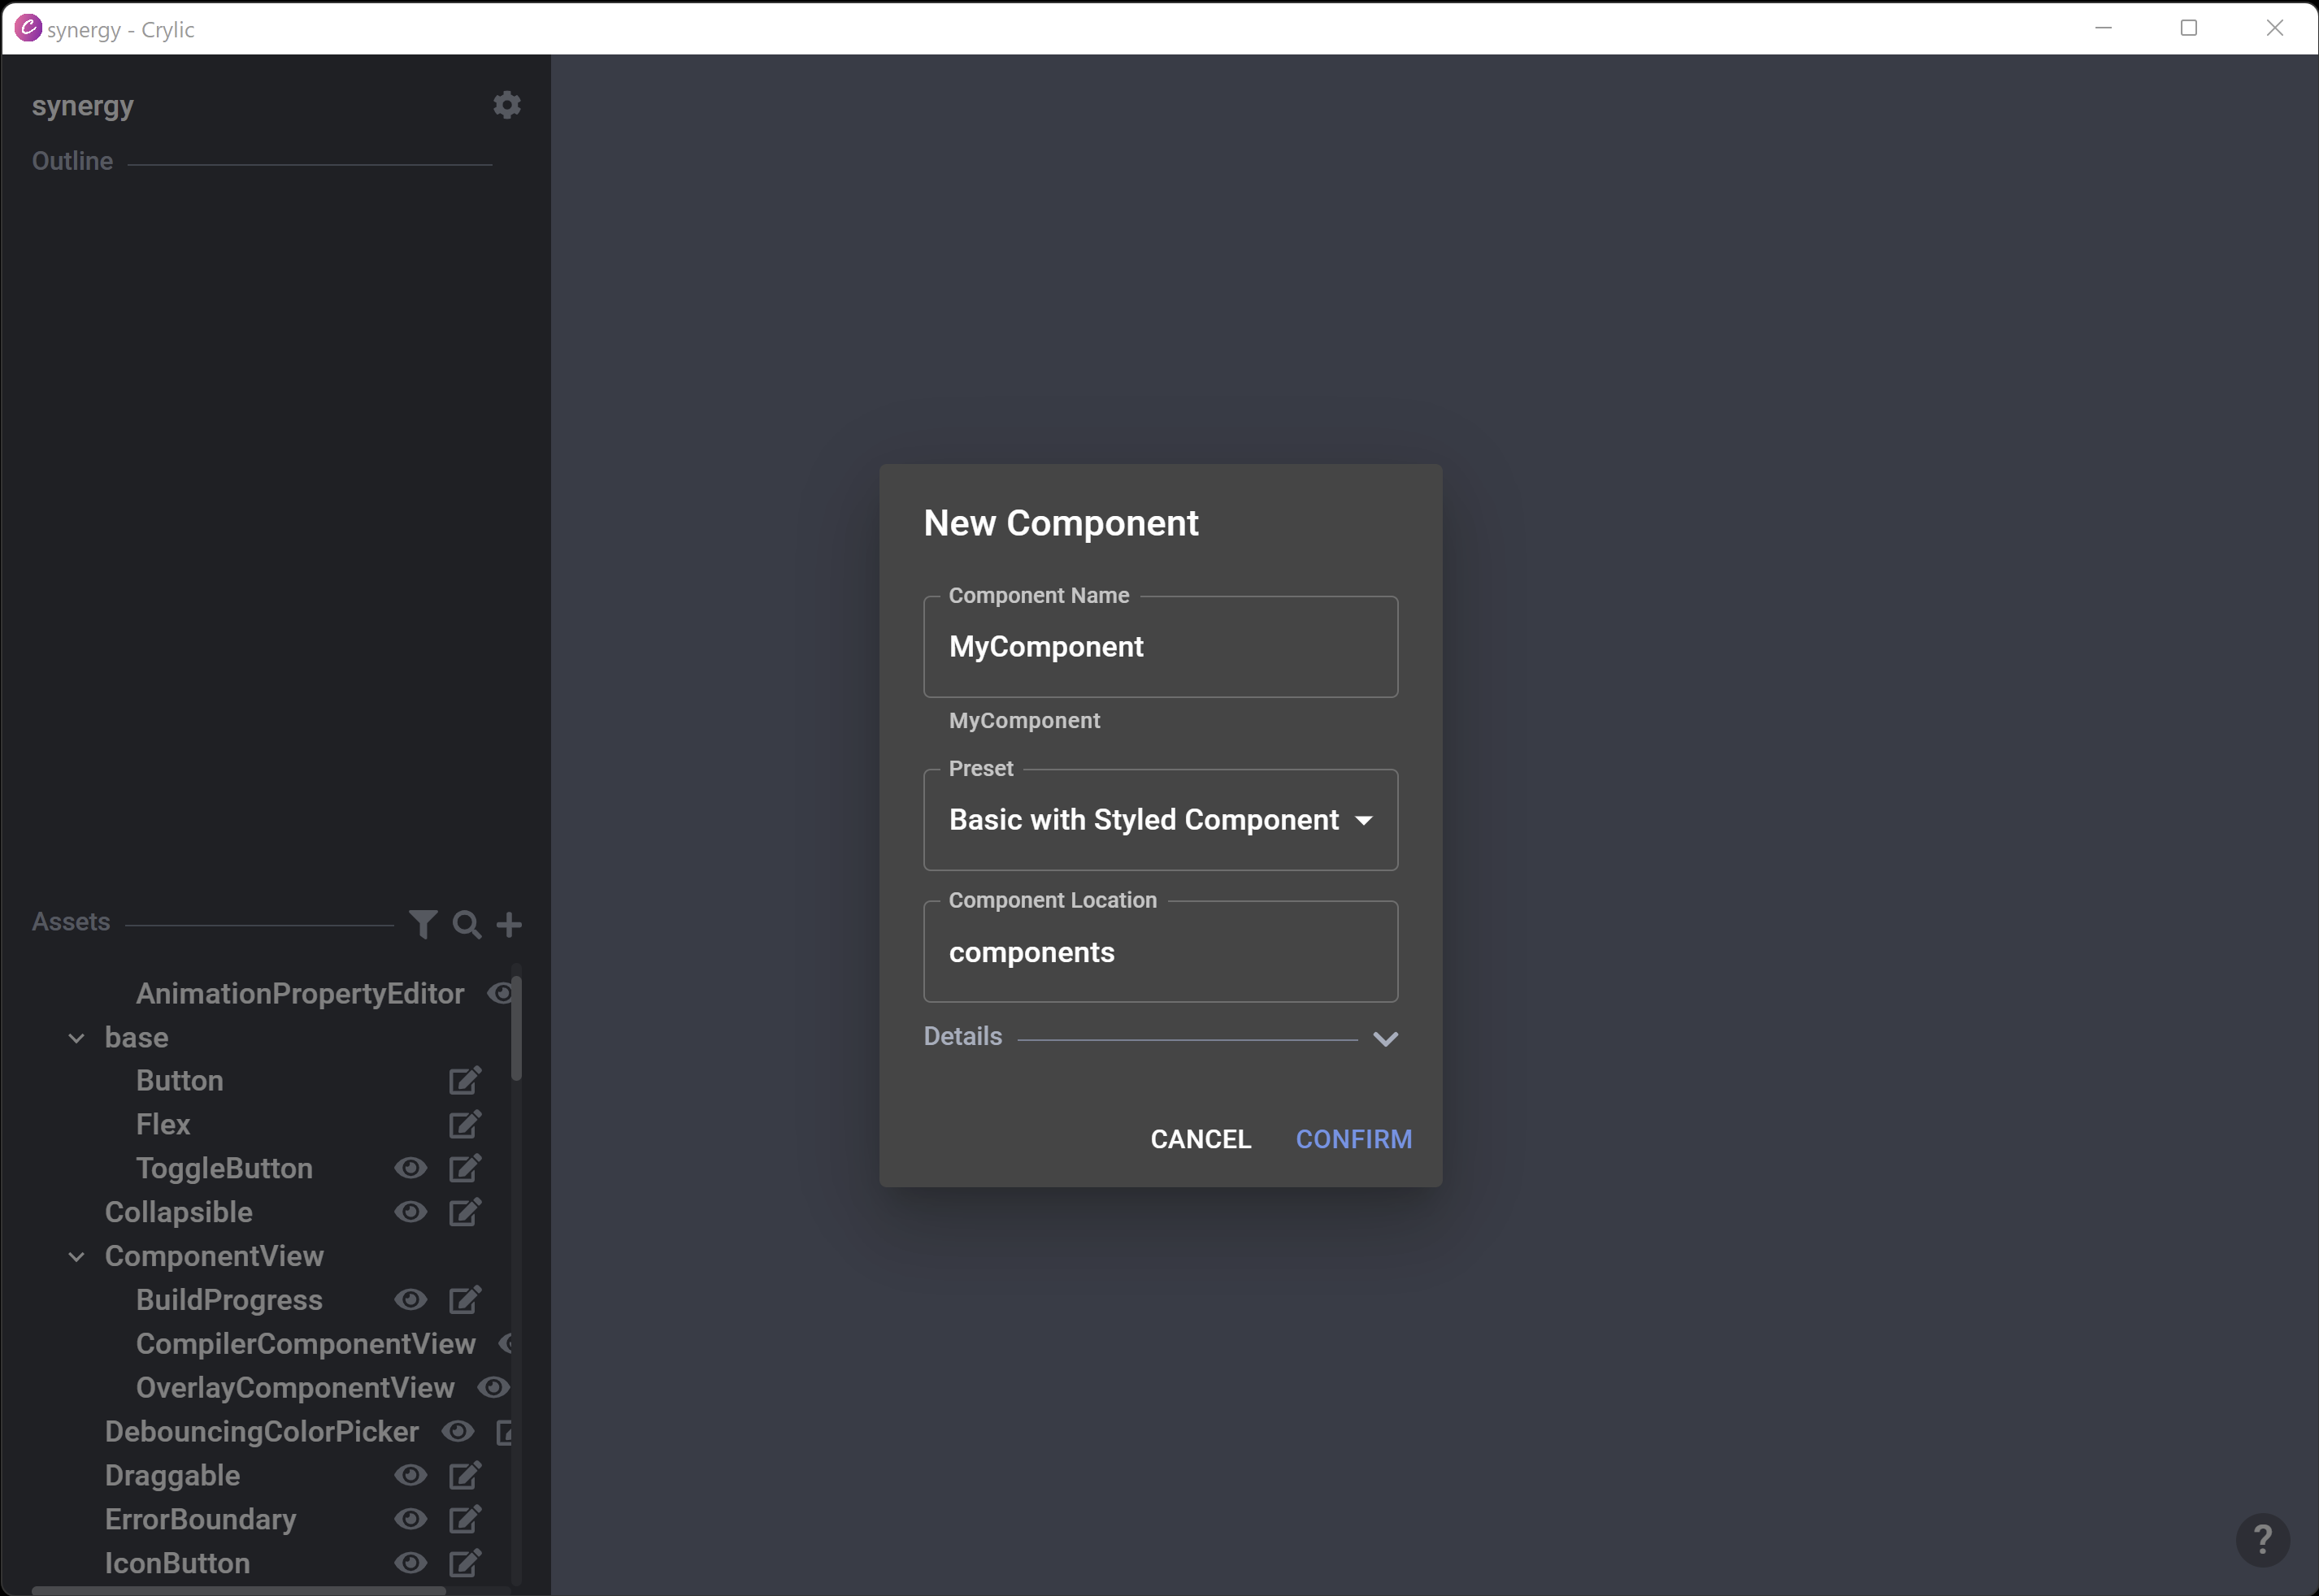 synergy - Crylic
synergy
Outline
Assets
AnimationPropertyEditor
base
Button
Flex
ToggleButton
Collapsible
ComponentView
BuildProgress
CompilerComponentView
OverlayComponentView
DebouncingColorPicker
Draggable
ErrorBoundary
IconButton
New Component
Component Name
MyComponent
MyComponent
Preset
Basic with Styled Component
Component Location
components
Details
CANCEL CONFIRM
?